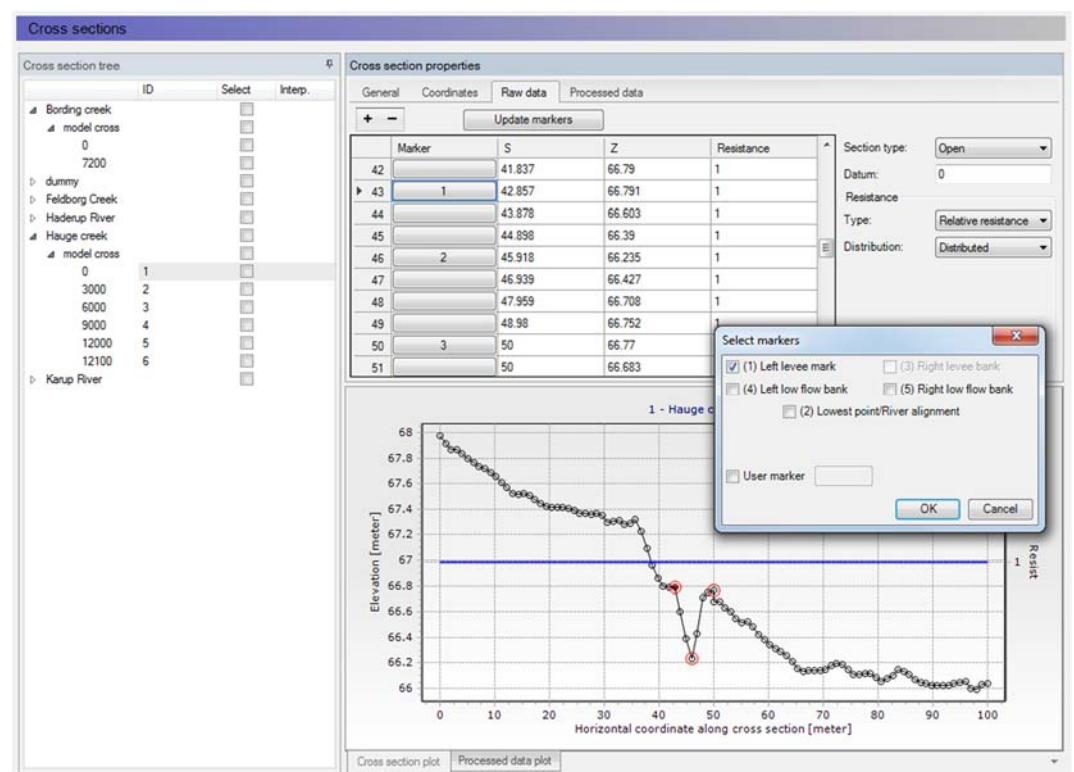 Cross sections
Cross section tree
ID Select Interp.
Bording creek
model cross
0
7200
dummy
Feldborg Creek
Haderup River
Hauge creek
model cross
0 1
3000 2
6000 3
9000 4
12000 5
12100 6
Karup River
Cross section properties
General Coordinates Raw data Processed data
+ - Update markers
Marker S Z Resistance
42 41.837 66.79 1
43 1 42.857 66.791 1
44 43.878 66.603 1
45 44.898 66.39 1
46 2 45.918 66.235 1
47 46.939 66.427 1
48 47.959 66.708 1
49 48.98 66.752
50 3 50 66.77
51 50 66.683
Section type: Open
Datum: 0
Resistance
Type: Relative resistance
Distribution: Distributed
Select markers
(1) Left levee mark (3) Right levee bank
(4) Left low flow bank (5) Right low flow bank
(2) Lowest point/River alignment
User marker
OK Cancel
1 - Hauge
Elevation [meter]
68
67.8
67.6
67.4
67.2
67
66.8
66.6
66.4
66.2
66
1
Resist
0 10 20 30 40 50 60 70 80 90 100
Horizontal coordinate along cross section [meter]
Cross section plot Processed data plot